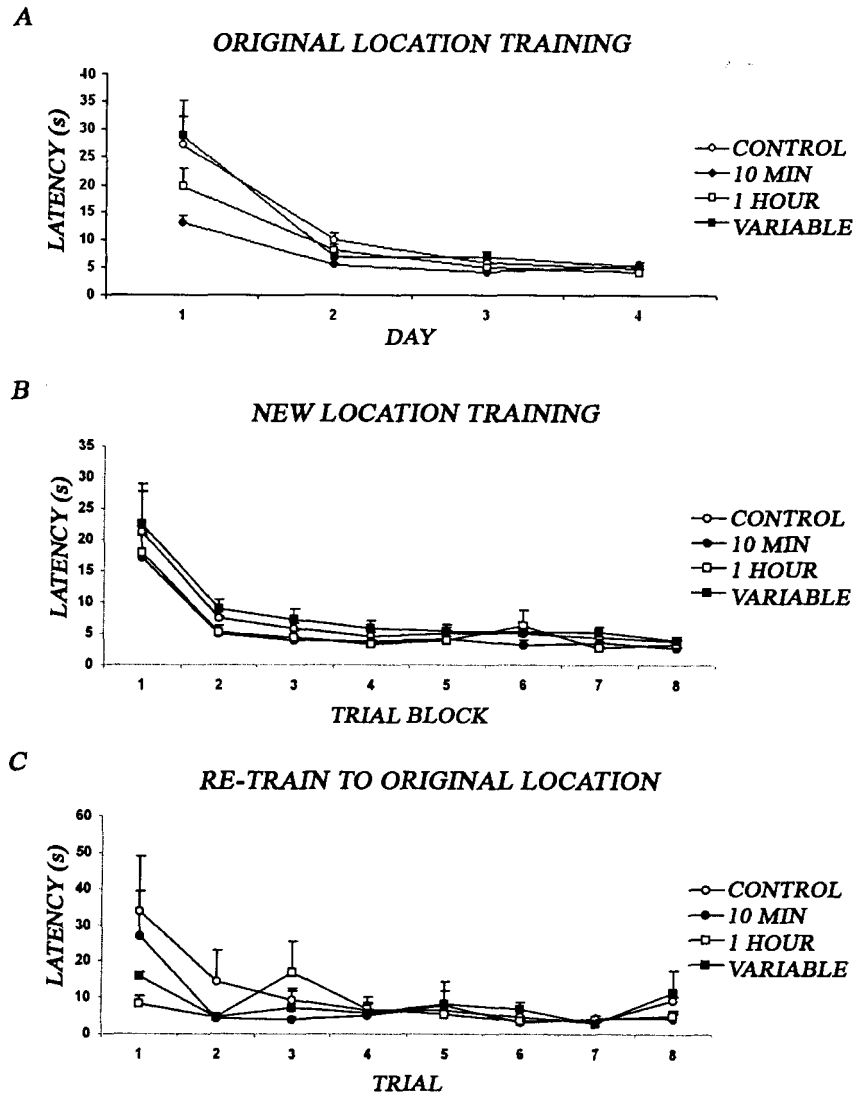 A
ORIGINAL LOCATION TRAINING
LATENCY (s)
40
35
30
25
20
15
10
5
0
1 2 3 4
DAY
CONTROL
10 MIN
1 HOUR
VARIABLE
B
NEW LOCATION TRAINING
LATENCY (s)
35
30
25
20
15
10
5
0
1 2 3 4 5 6 7 8
TRIAL BLOCK
CONTROL
10 MIN
1 HOUR
VARIABLE
C
RE-TRAIN TO ORIGINAL LOCATION
LATENCY (s)
60
50
40
30
20
10
0
1 2 3 4 5 6 7 8
TRIAL
CONTROL
10 MIN
1 HOUR
VARIABLE